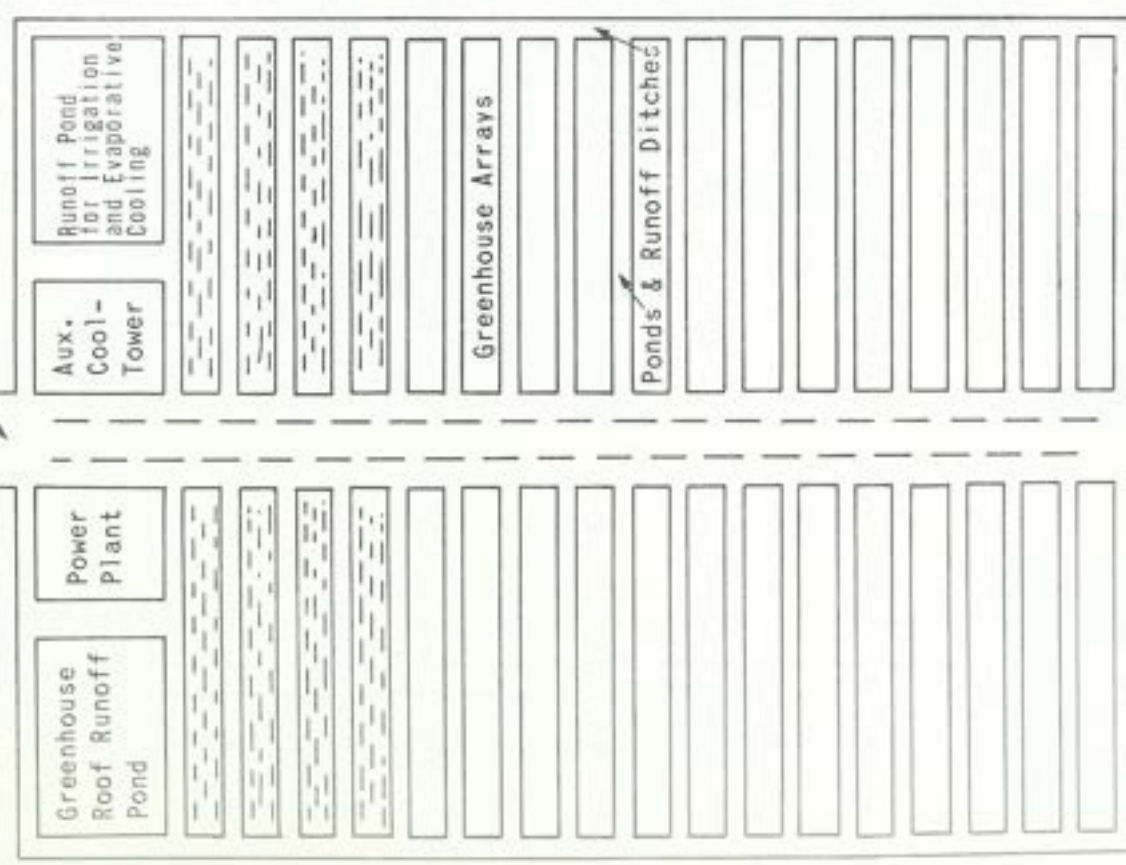 Greenhouse
Roof Runoff
Pond
Power
Plant
Aux.
Cool-
Tower
Runoff Pond
for Irrigation
and Evaporative
Cooling
Greenhouse Arrays
Ponds & Runoff Ditches